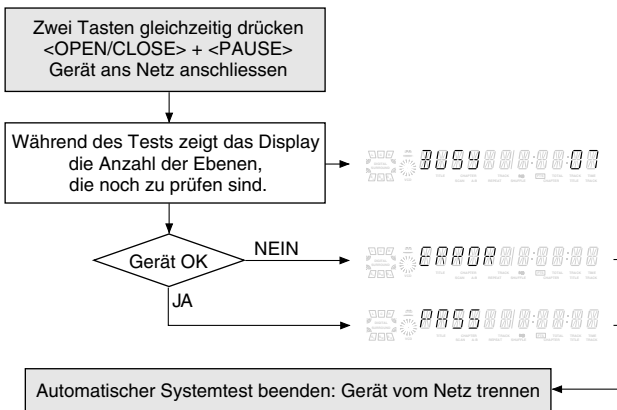 Zwei Tasten gleichzeitig drücken
<OPEN/CLOSE> + <PAUSE>
Gerät ans Netz anschliessen
Während des Tests zeigt das Display
die Anzahl der Ebenen,
die noch zu prüfen sind.
BUSY 07
Gerät OK
NEIN
ERROR
JA
PASS
Automatischer Systemtest beenden: Gerät vom Netz trennen